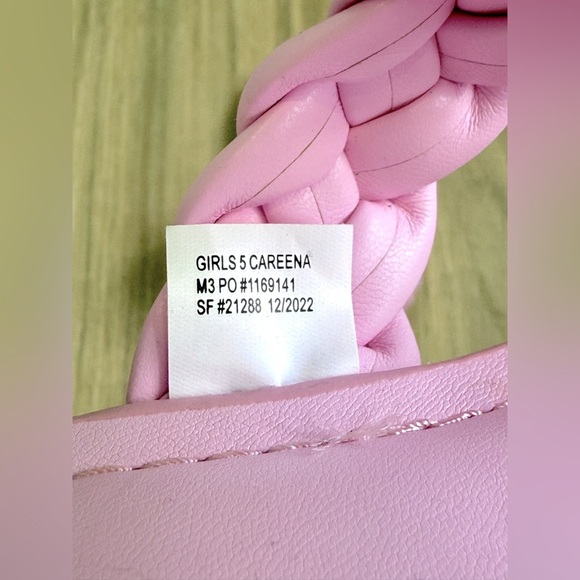 GIRLS 5 CAREENA
M3 PO #1169141
SF #21288 12/2022